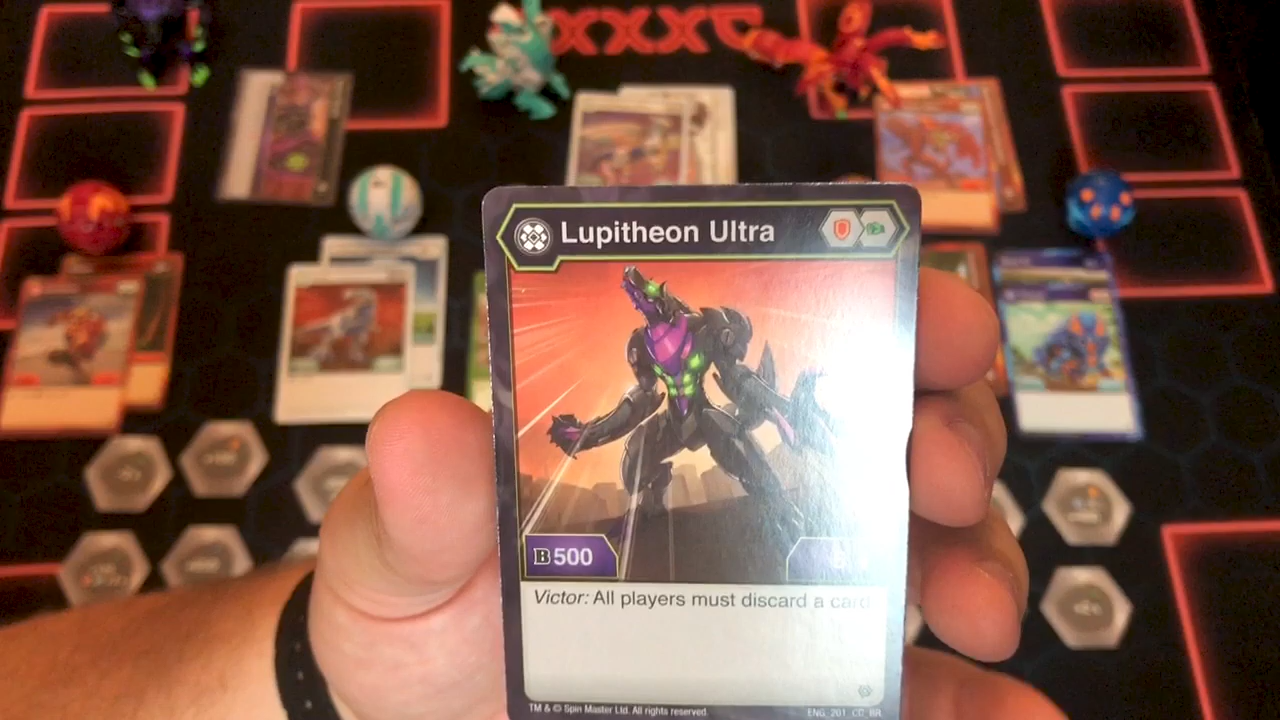 Lupitheon Ultra
B500
Victor: All players must discard a card
TM & © Spin Master Ltd. All rights reserved.
ENG_201_CC_BR